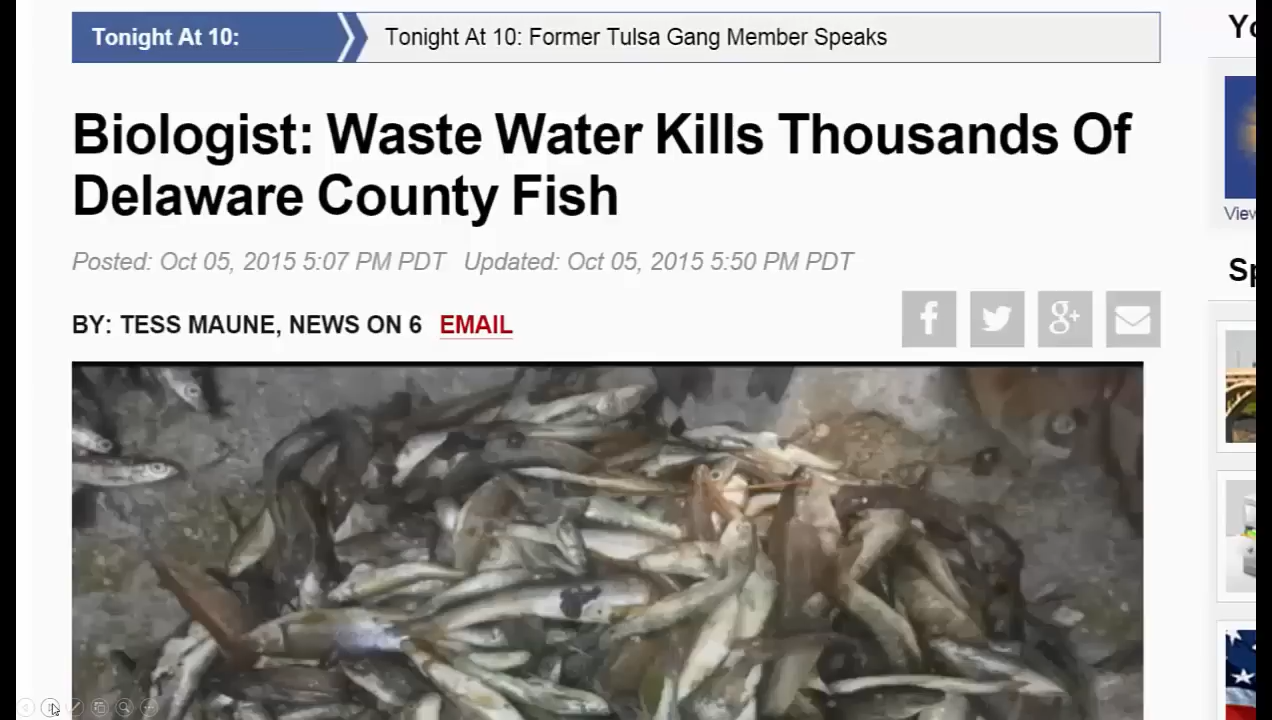 Tonight At 10:
Tonight At 10: Former Tulsa Gang Member Speaks
Biologist: Waste Water Kills Thousands Of
Delaware County Fish
Posted: Oct 05, 2015 5:07 PM PDT Updated: Oct 05, 2015 5:50 PM PDT
BY: TESS MAUNE, NEWS ON 6 EMAIL
View